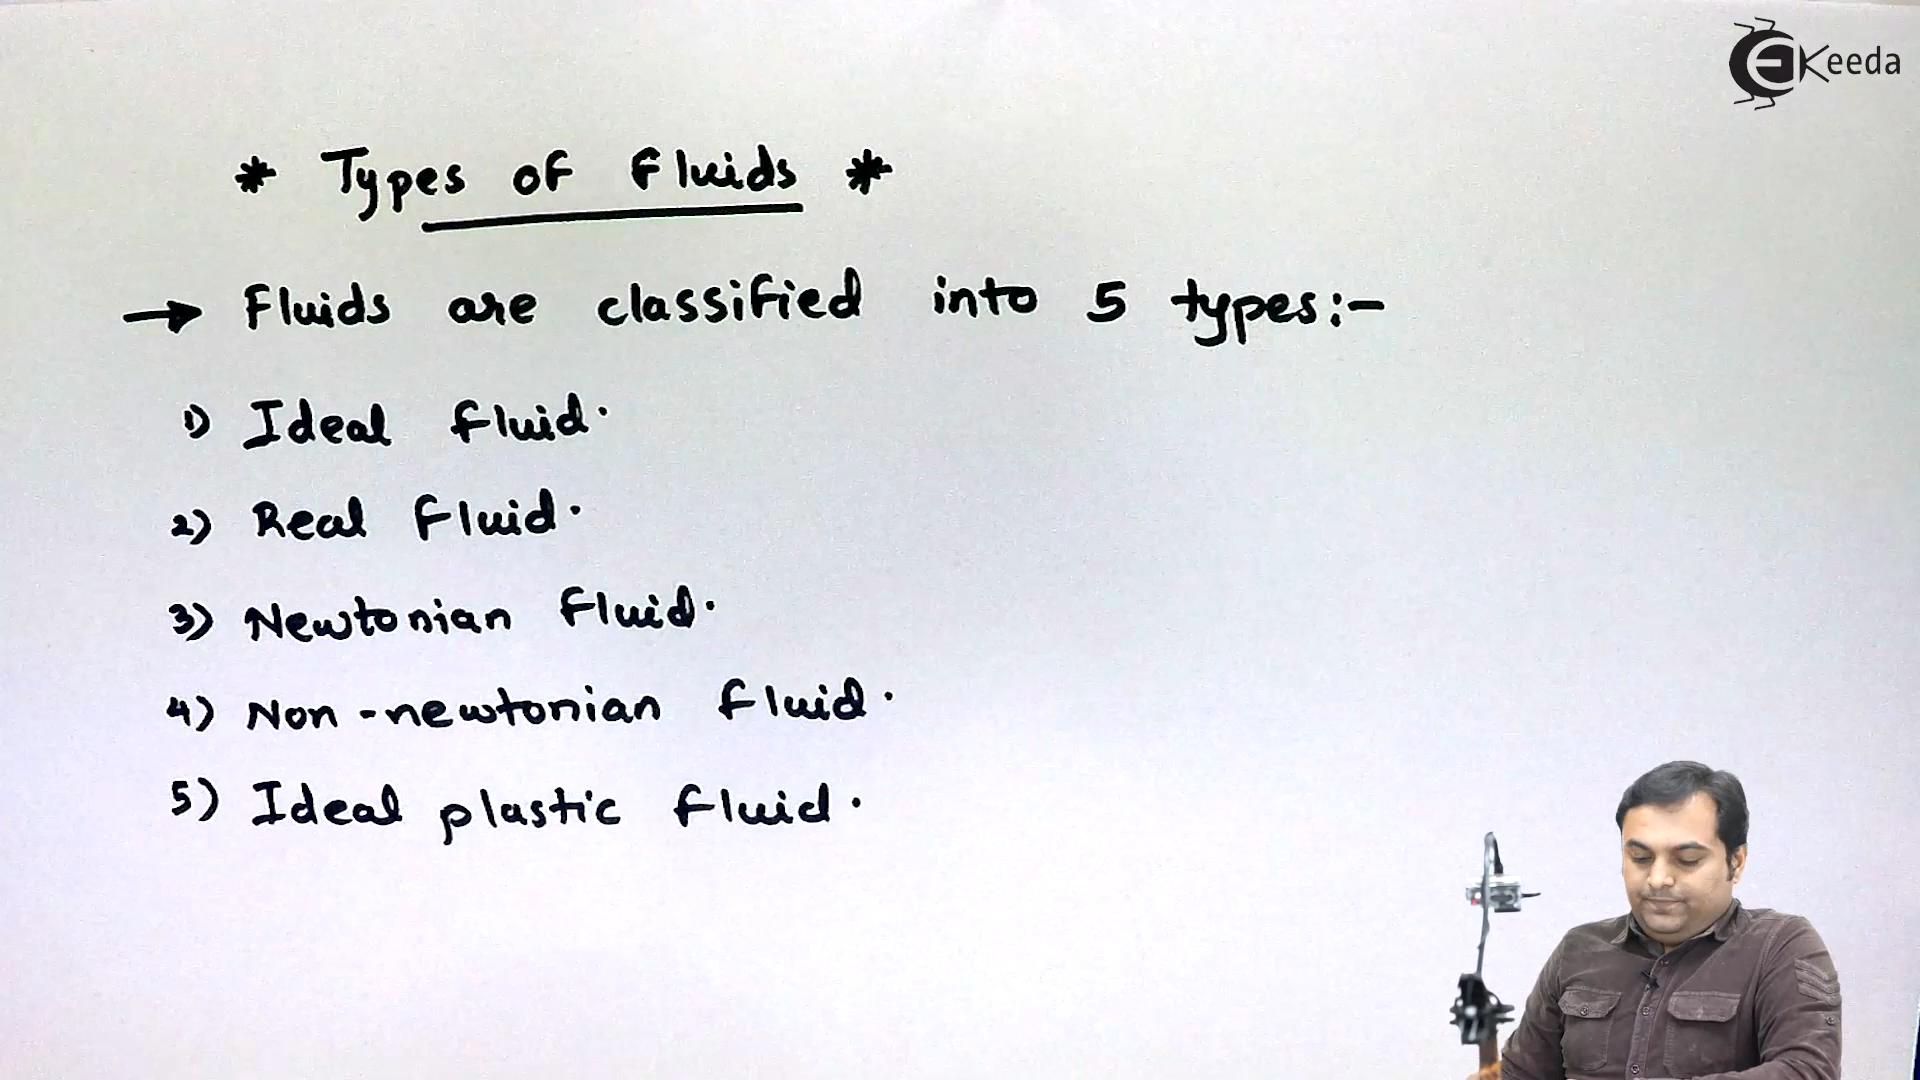 EKeeda
* Types of Fluids *
→ Fluids are classified into 5 types:-
1) Ideal fluid.
2) Real Fluid.
3) Newtonian Fluid.
4) Non-newtonian fluid.
5) Ideal plastic fluid.